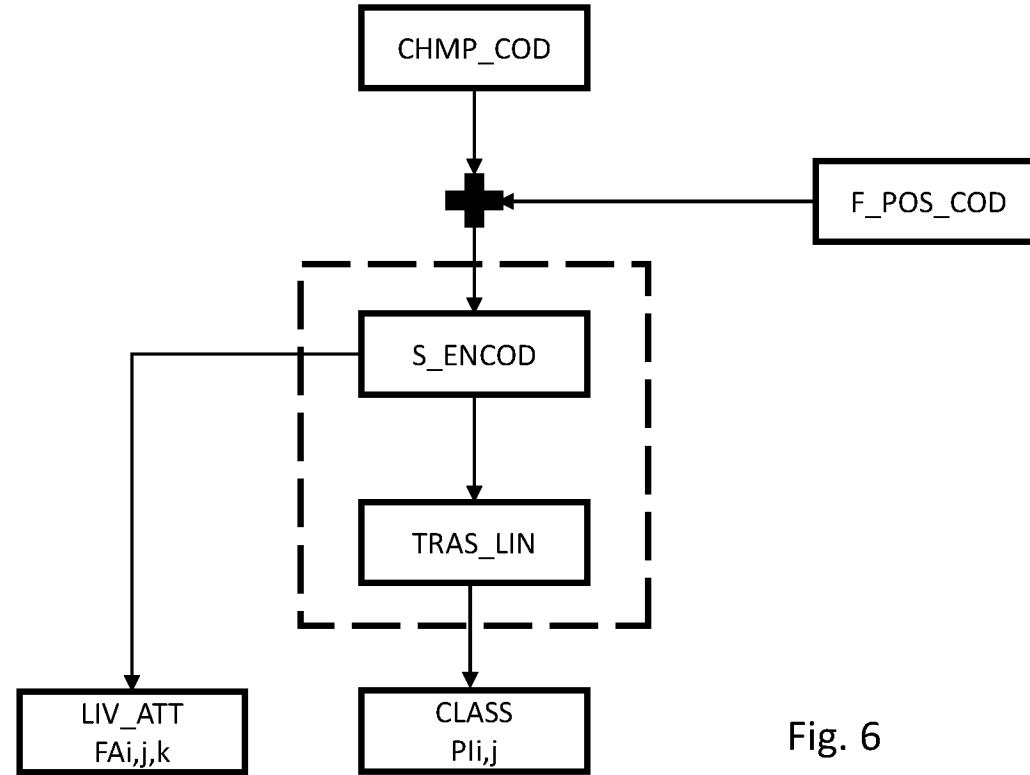 CHMP_COD
F_POS_COD
S_ENCOD
TRAS_LIN
LIV_ATT
FAi,j,k
CLASS
PIi,j
Fig. 6